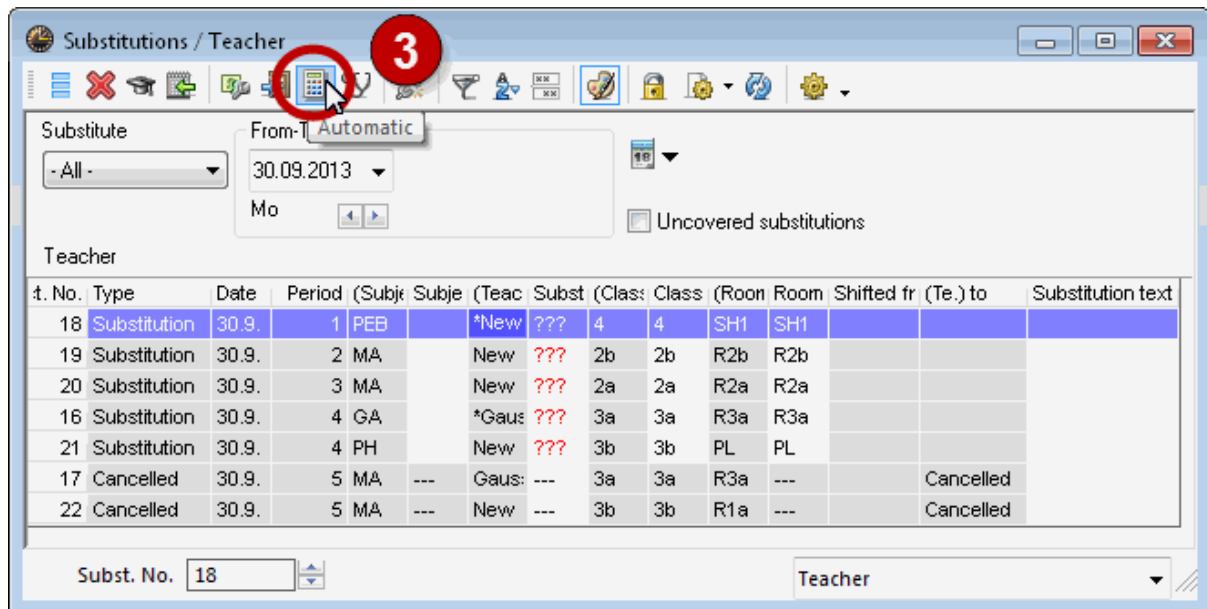 Substitutions / Teacher
3
Automatic
Substitute
From-T
- All -
30.09.2013
18
Mo
Uncovered substitutions
Teacher
t. No. Type Date Period (Subje Subje (Teac Subst (Class Class (Room Room Shifted fr (Te.) to Substitution text
18 Substitution 30.9. 1 PEB *New ??? 4 4 SH1 SH1
19 Substitution 30.9. 2 MA New ??? 2b 2b R2b R2b
20 Substitution 30.9. 3 MA New ??? 2a 2a R2a R2a
16 Substitution 30.9. 4 GA *Gaus ??? 3a 3a R3a R3a
21 Substitution 30.9. 4 PH New ??? 3b 3b PL PL
17 Cancelled 30.9. 5 MA --- Gaus: --- 3a 3a R3a --- Cancelled
22 Cancelled 30.9. 5 MA --- New --- 3b 3b R1a --- Cancelled
Subst. No. 18
Teacher